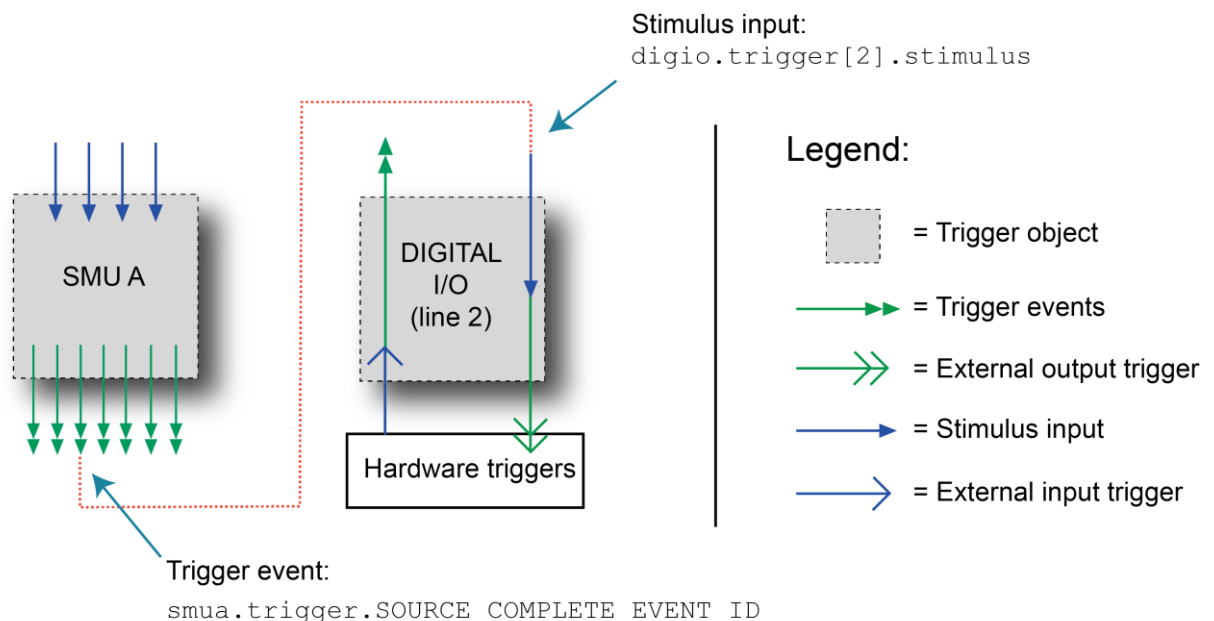 Stimulus input:
digio.trigger[2].stimulus
Legend:
SMU A
DIGITAL
I/O
(line 2)
= Trigger object
= Trigger events
= External output trigger
= Stimulus input
= External input trigger
Hardware triggers
Trigger event:
smua.trigger.SOURCE_COMPLETE_EVENT_ID